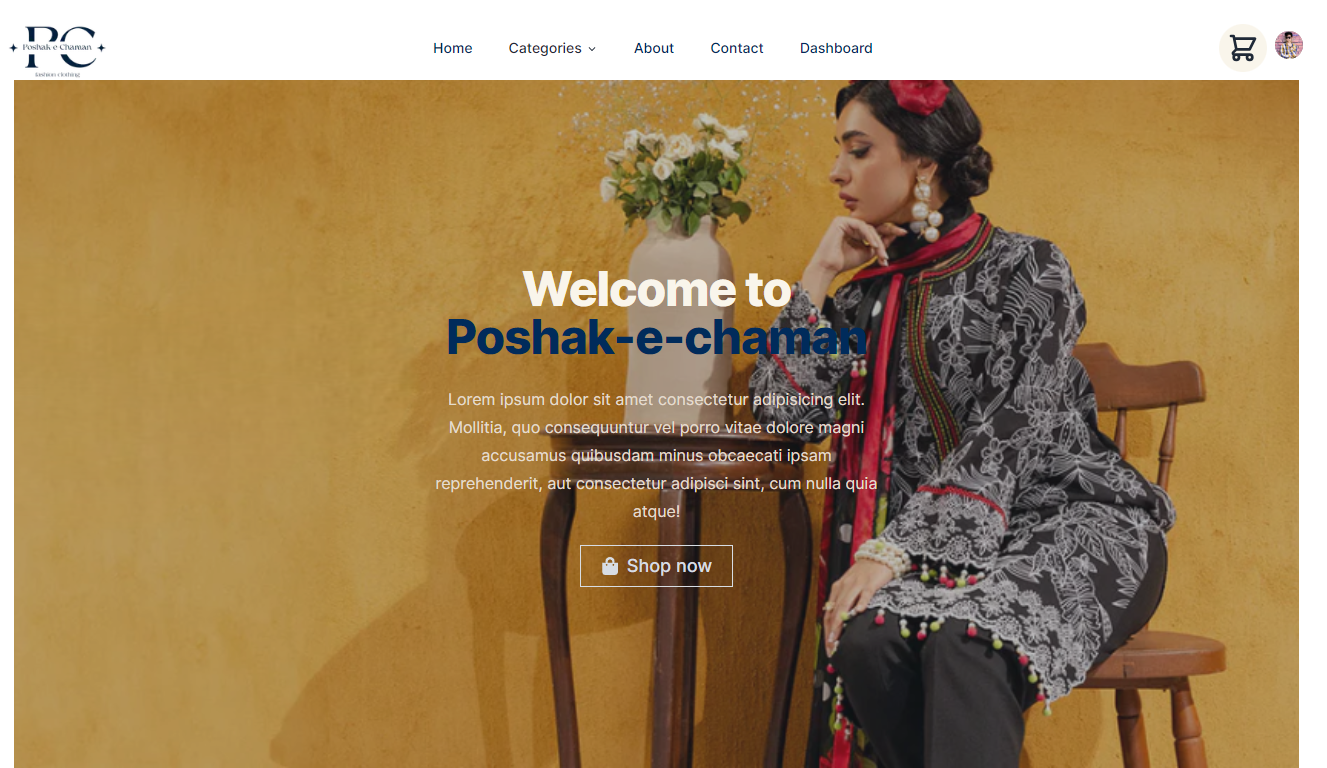 PC
Poshak e Chaman
fashion clothing
Home
Categories
About
Contact
Dashboard
Welcome to
Poshak-e-chaman
Lorem ipsum dolor sit amet consectetur adipisicing elit.
Mollitia, quo consequuntur vel porro vitae dolore magni
accusamus quibusdam minus obcaecati ipsam
reprehenderit, aut consectetur adipisci sint, cum nulla quia
atque!
Shop now